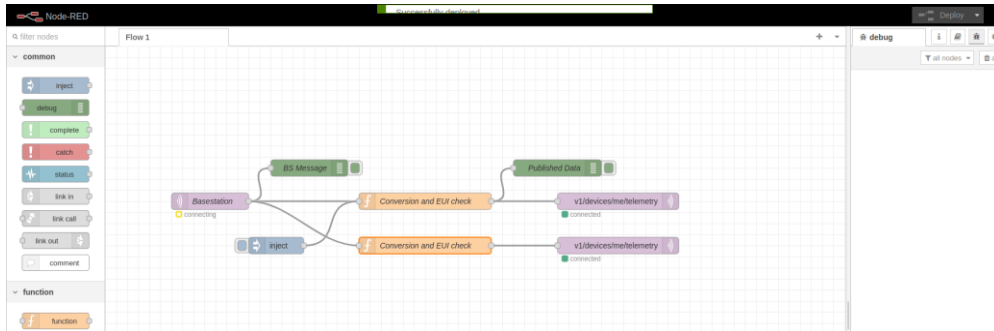 Successfully deployed
Node-RED
Deploy
filter nodes
Flow 1
debug
i
all nodes
common
inject
debug
complete
catch
status
link in
link call
link out
comment
function
function
BS Message
Published Data
Basestation
Conversion and EUI check
v1/devices/me/telemetry
connecting
connected
inject
Conversion and EUI check
v1/devices/me/telemetry
connected